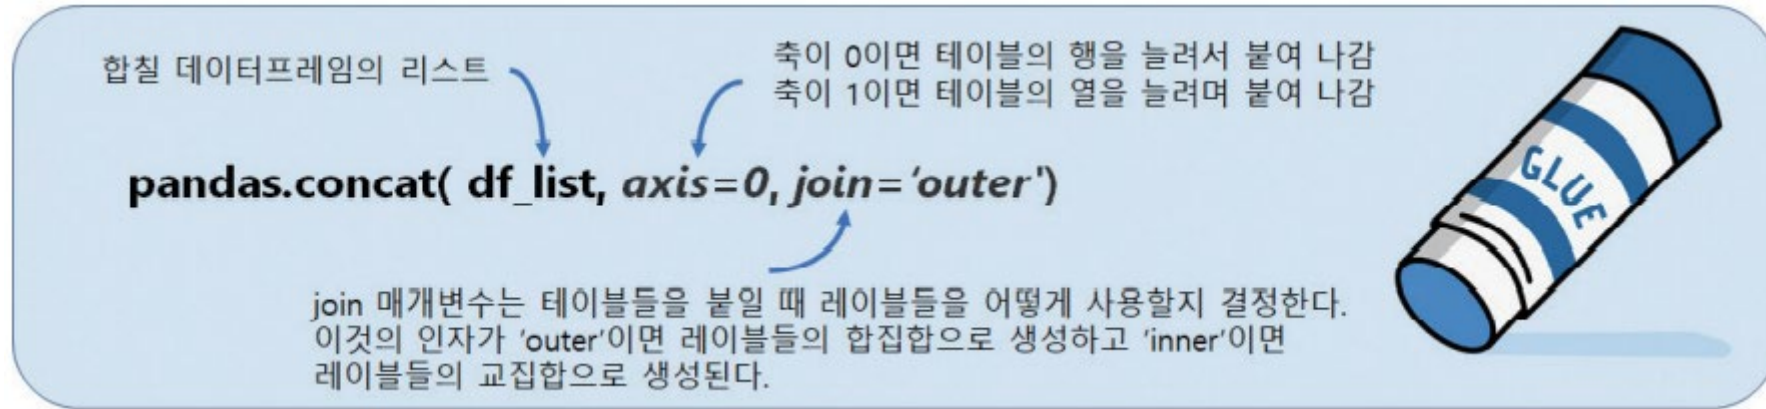 합칠 데이터프레임의 리스트
축이 0이면 테이블의 행을 늘려서 붙여 나감
축이 1이면 테이블의 열을 늘려며 붙여 나감
pandas.concat( df_list, axis=0, join=‘outer')
GLUE
join 매개변수는 테이블들을 붙일 때 레이블들을 어떻게 사용할지 결정한다.
이것의 인자가 ‘outer’이면 레이블들의 합집합으로 생성하고 ‘inner’이면
레이블들의 교집합으로 생성된다.